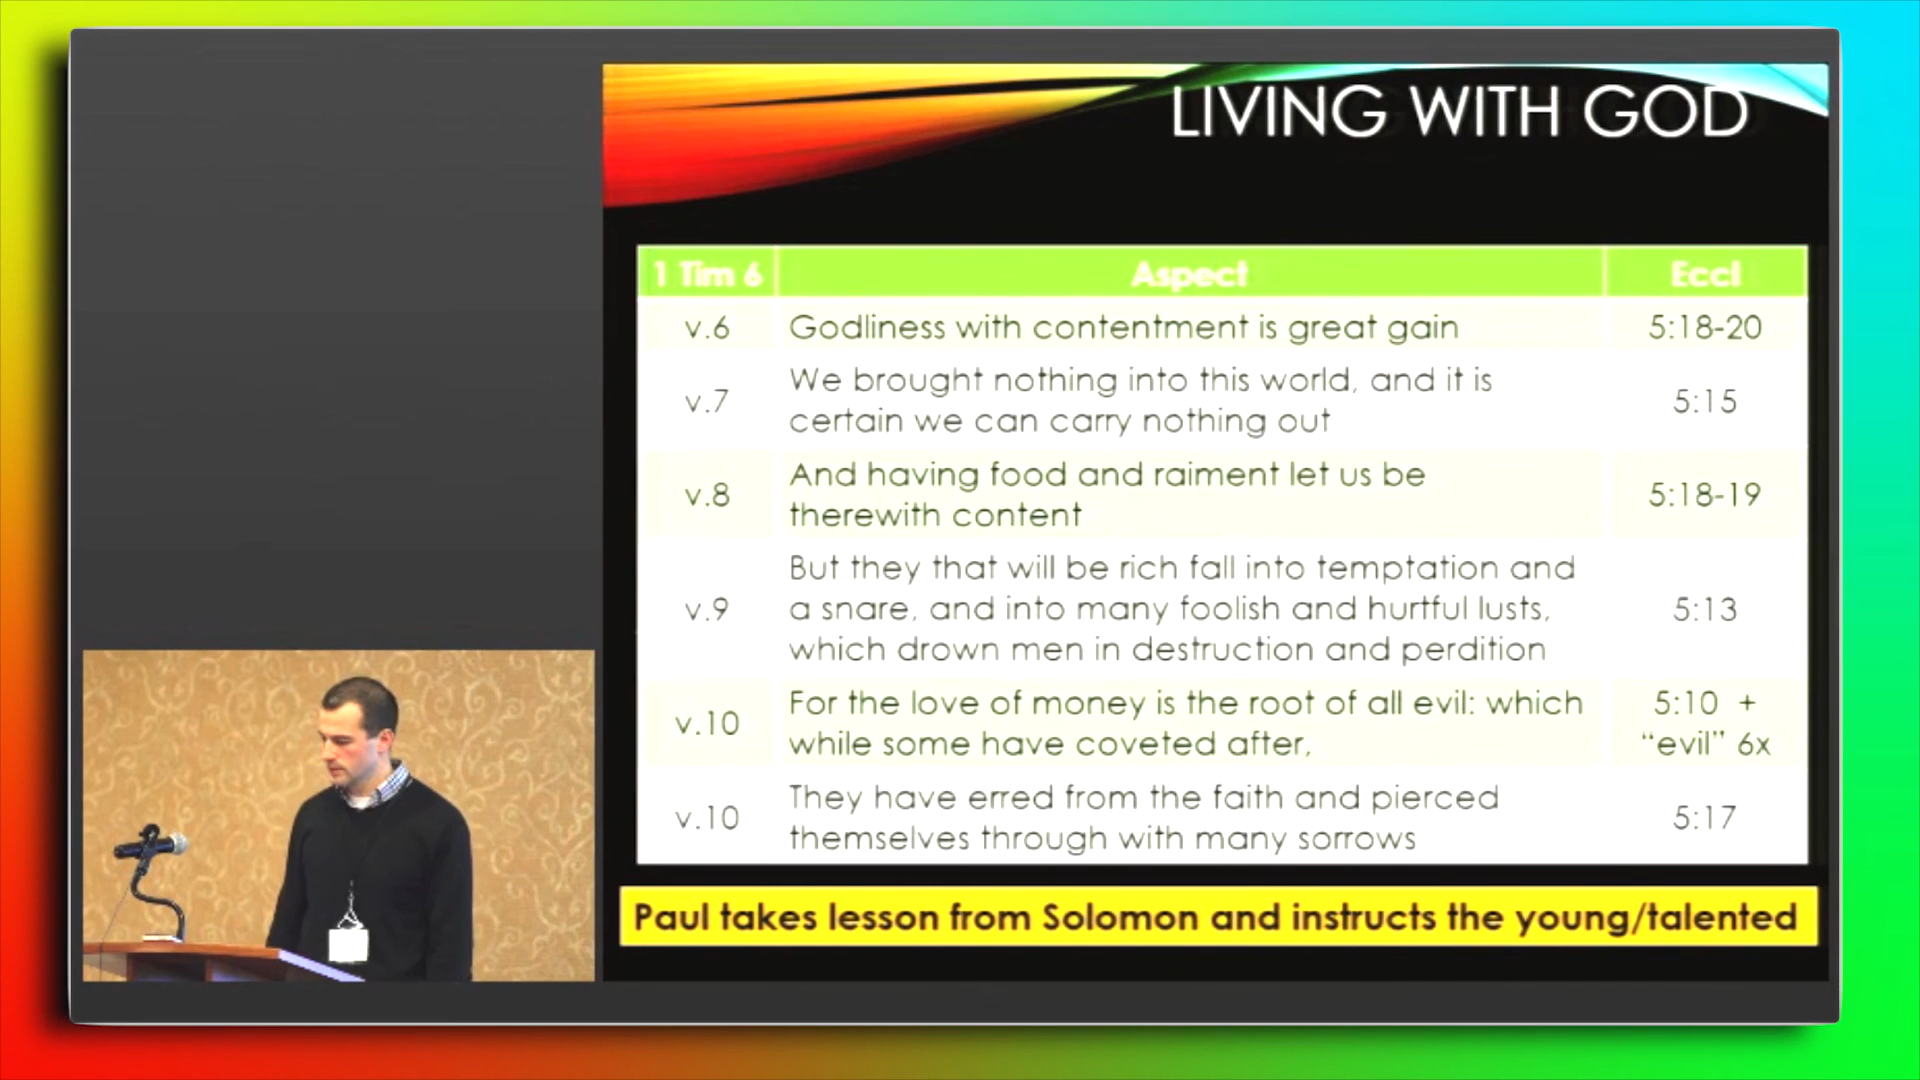 LIVING WITH GOD
1 Tim 6 Aspect Eccl
v.6 Godliness with contentment is great gain 5:18-20
v.7 We brought nothing into this world, and it is
certain we can carry nothing out 5:15
v.8 And having food and raiment let us be
therewith content 5:18-19
v.9 But they that will be rich fall into temptation and
a snare, and into many foolish and hurtful lusts,
which drown men in destruction and perdition 5:13
v.10 For the love of money is the root of all evil: which 5:10 +
while some have coveted after, “evil” 6x
v.10 They have erred from the faith and pierced
themselves through with many sorrows 5:17
Paul takes lesson from Solomon and instructs the young/talented